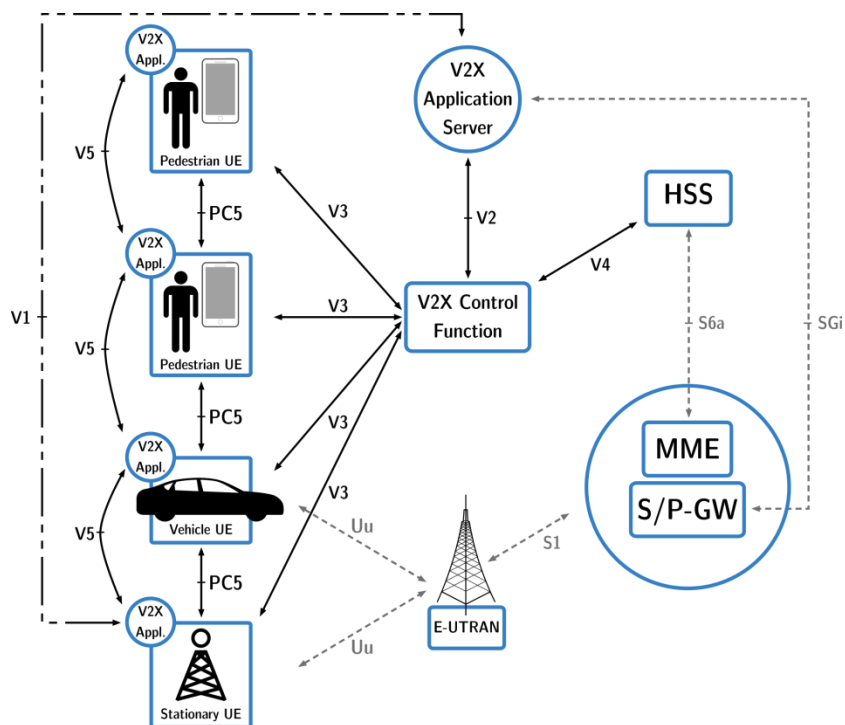 V2X
Appl.
Pedestrian UE
V5
PC5
V2X
Appl.
Pedestrian UE
V5
PC5
V2X
Appl.
Vehicle UE
V5
PC5
V2X
Appl.
Stationary UE
V1
V2X
Application
Server
V2
V3
V3
V3
V3
V2X Control
Function
V4
HSS
S6a
SGi
MME
S/P-GW
S1
Uu
Uu
E-UTRAN